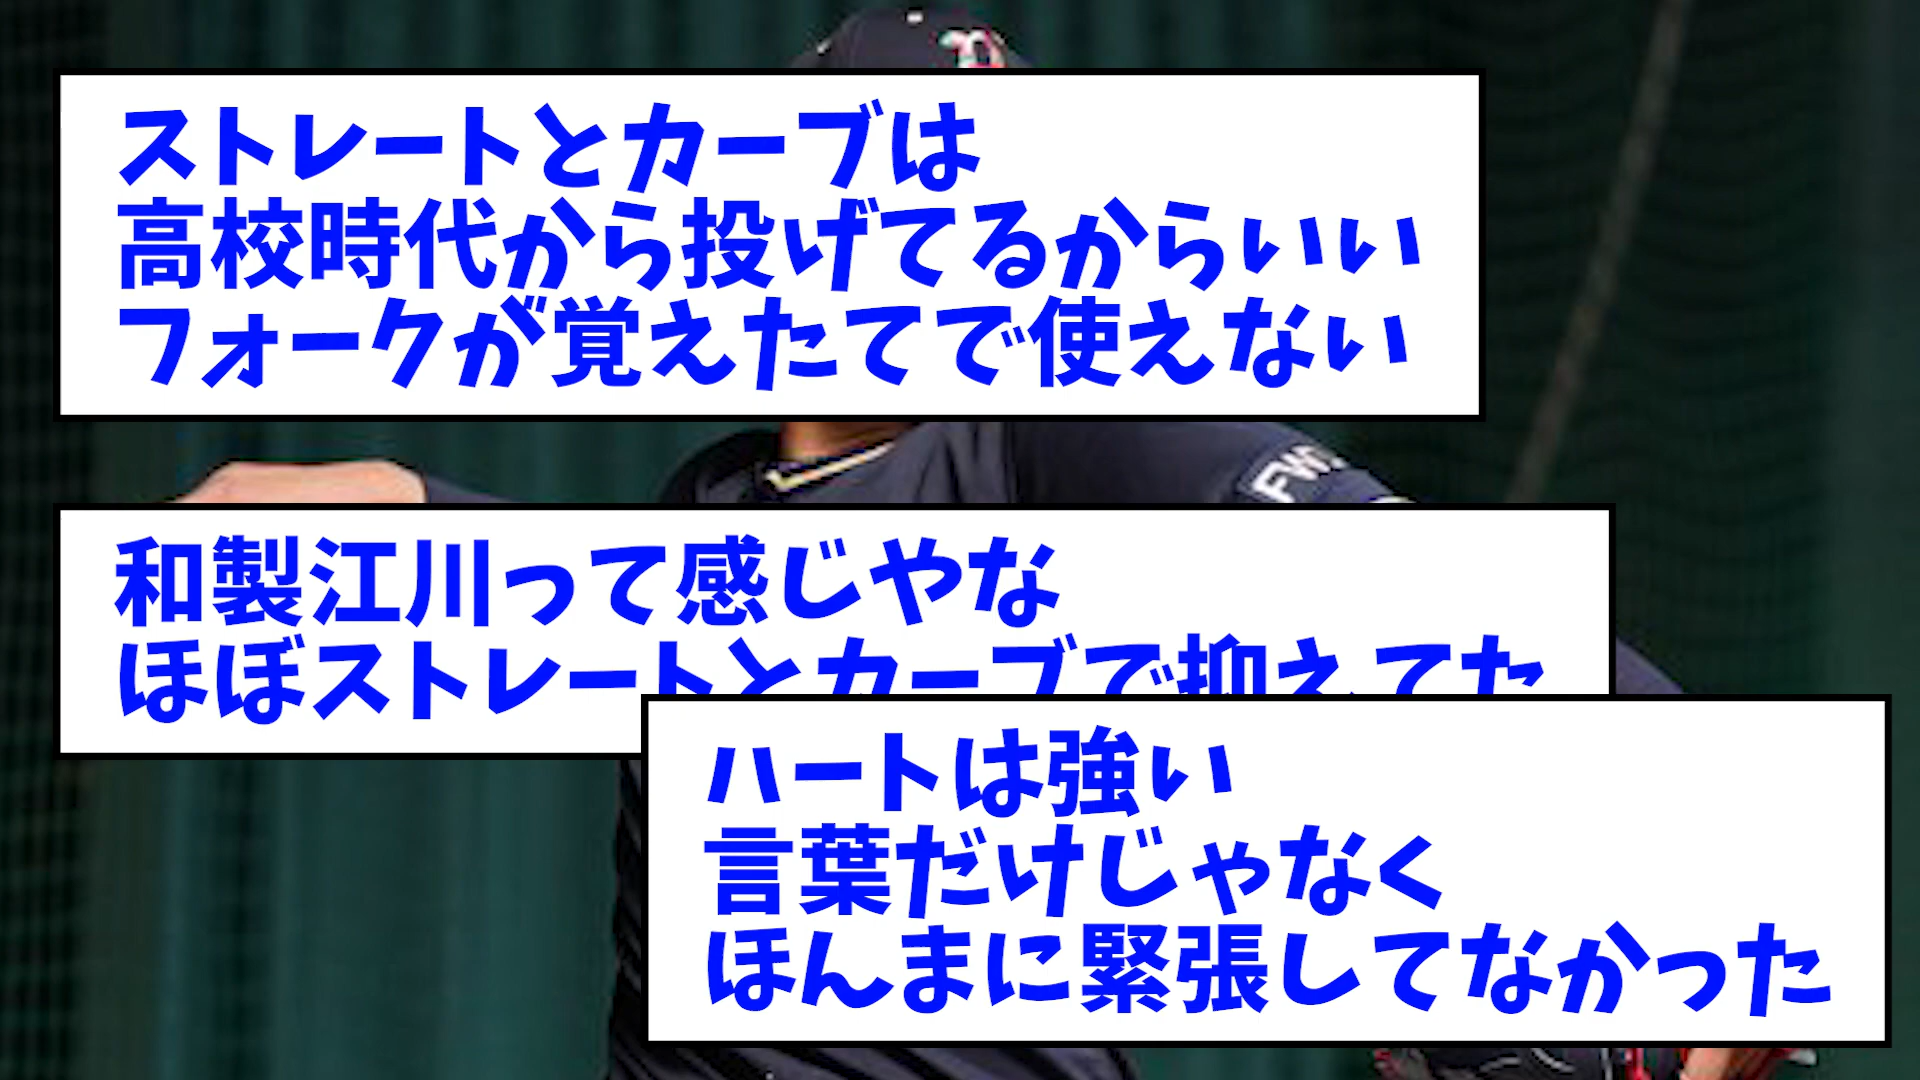 ストレートとカーブは
高校時代から投げてるからいい
フォークが覚えたてで使えない
FW
和製江川って感じやな
ほぼストレートとカーブで抑えてた
ハートは強い
言葉だけじゃなく
ほんまに緊張してなかった